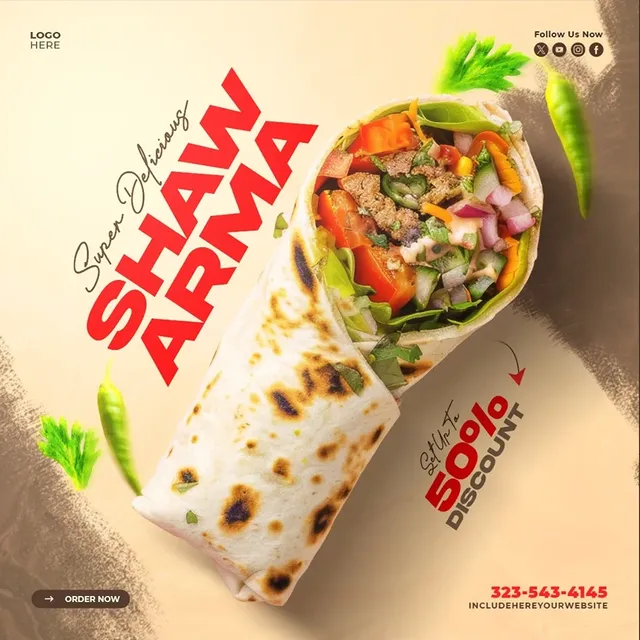 LOGO
HERE
Follow Us Now
Super Delicious
SHAW
ARMA
Get Up To
50%
DISCOUNT
ORDER NOW
323-543-4145
INCLUDEHEREYOURWEBSITE